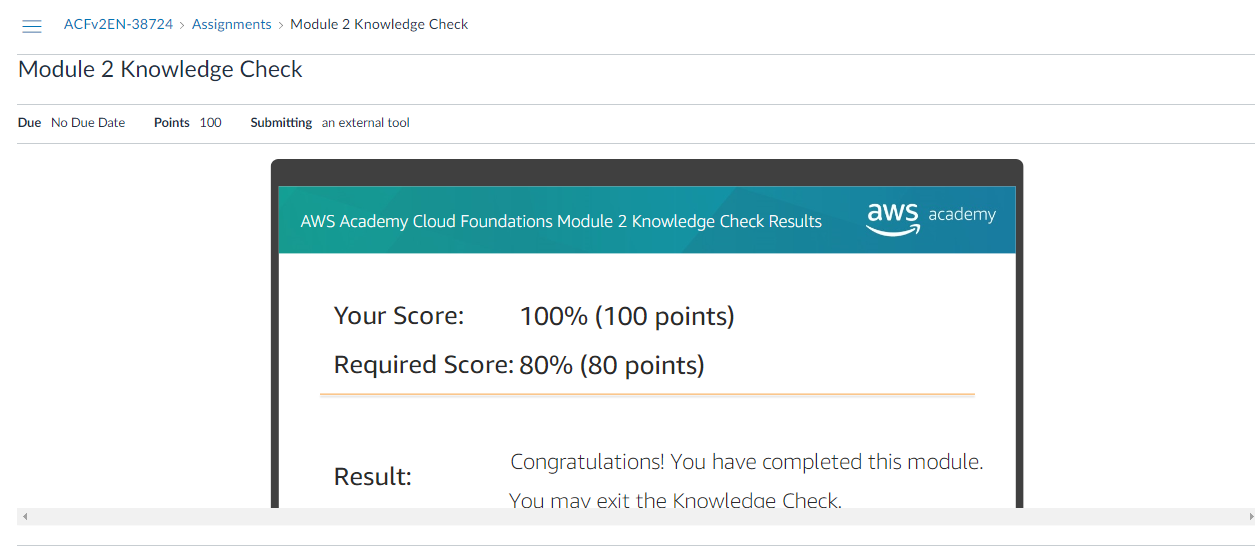 ACFv2EN-38724 > Assignments > Module 2 Knowledge Check
Module 2 Knowledge Check
Due No Due Date Points 100 Submitting an external tool
AWS Academy Cloud Foundations Module 2 Knowledge Check Results
aws academy
Your Score: 100% (100 points)
Required Score: 80% (80 points)
Result:
Congratulations! You have completed this module.
You may exit the Knowledge Check.